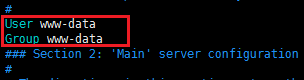 #
User www-data
Group www-data
### Section 2: 'Main' server configuration
#